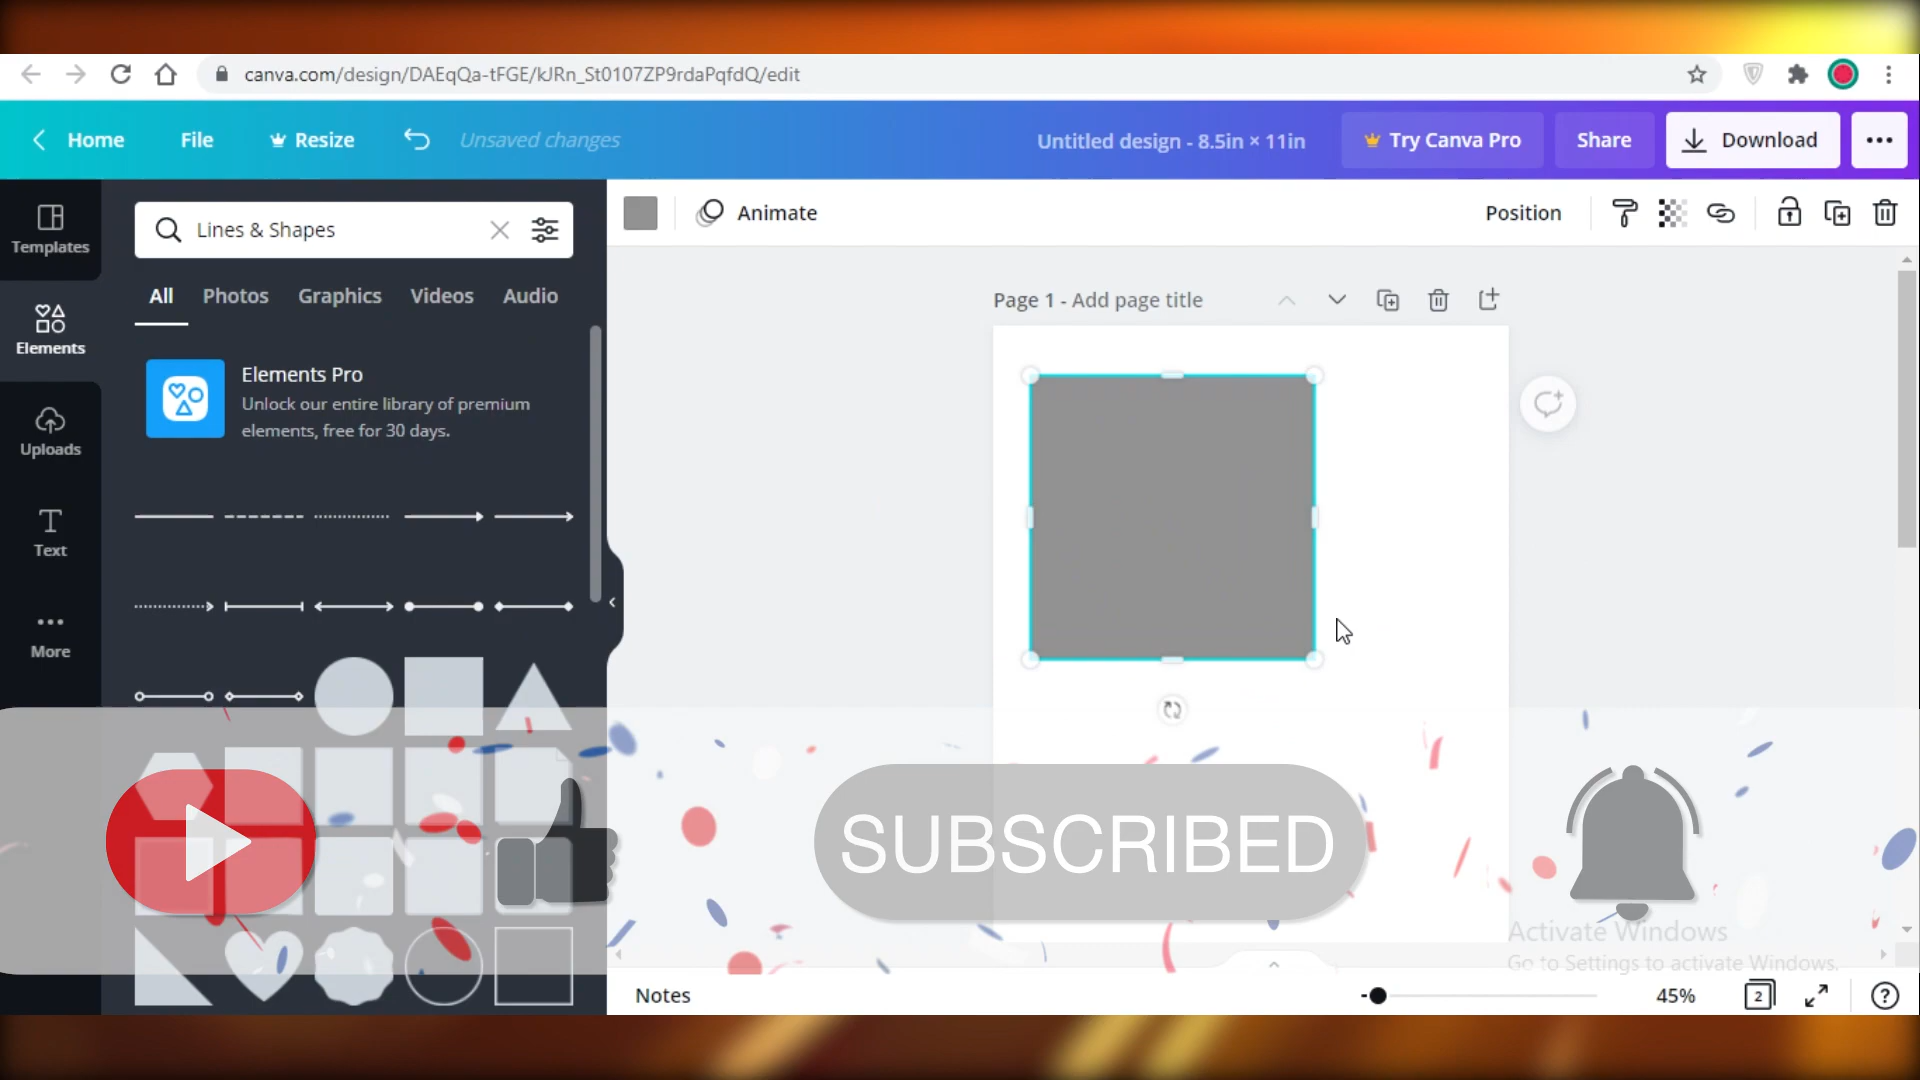 canva.com/design/DAEqQa-tFGE/kJRn_St0107ZP9rdaPqfdQ/edit
Home File Resize Unsaved changes Untitled design - 8.5in × 11in Try Canva Pro Share Download
Templates
Elements
Uploads
Text
More
Lines & Shapes
All Photos Graphics Videos Audio
Elements Pro
Unlock our entire library of premium
elements, free for 30 days.
Animate Position
Page 1 - Add page title
SUBSCRIBED
Activate Windows
Go to Settings to activate Windows.
Notes 45% 2